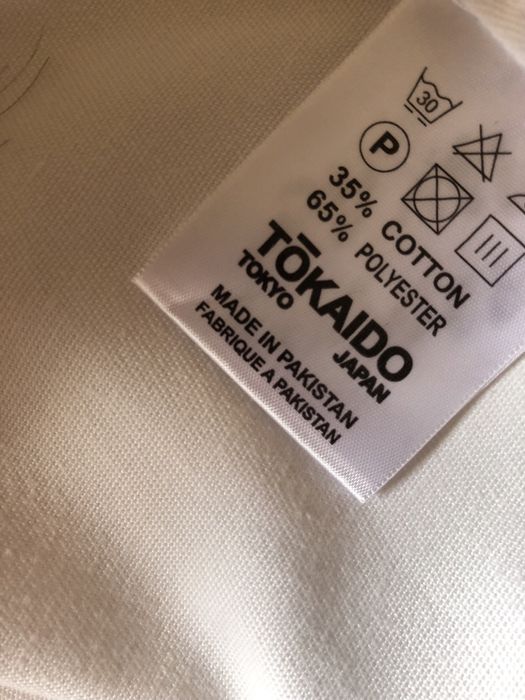 30
P
35% COTTON
65% POLYESTER
TŌKAIDO
TOKYO JAPAN
MADE IN PAKISTAN
FABRIQUE A PAKISTAN